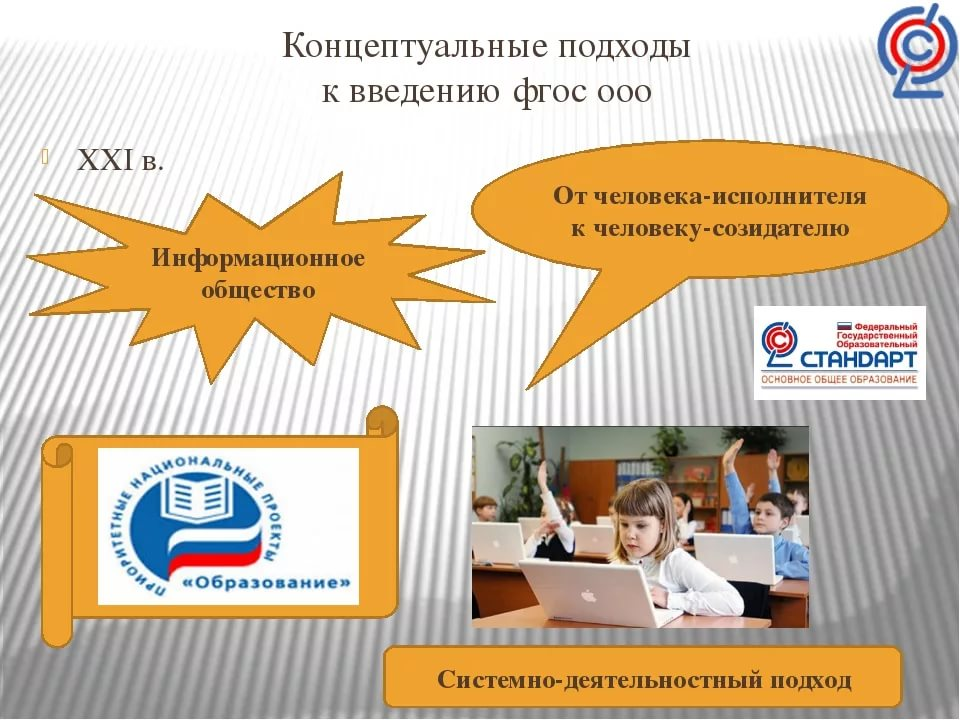 Концептуальные подходы
к введению фгос ооо
XXI в.
От человека-исполнителя
к человеку-созидателю
Информационное
общество
Федеральный
Государственный
Образовательный
СТАНДАРТ
ОСНОВНОЕ ОБЩЕЕ ОБРАЗОВАНИЕ
ПРИОРИТЕТНЫЕ НАЦИОНАЛЬНЫЕ ПРОЕКТЫ
«Образование»
Системно-деятельностный подход